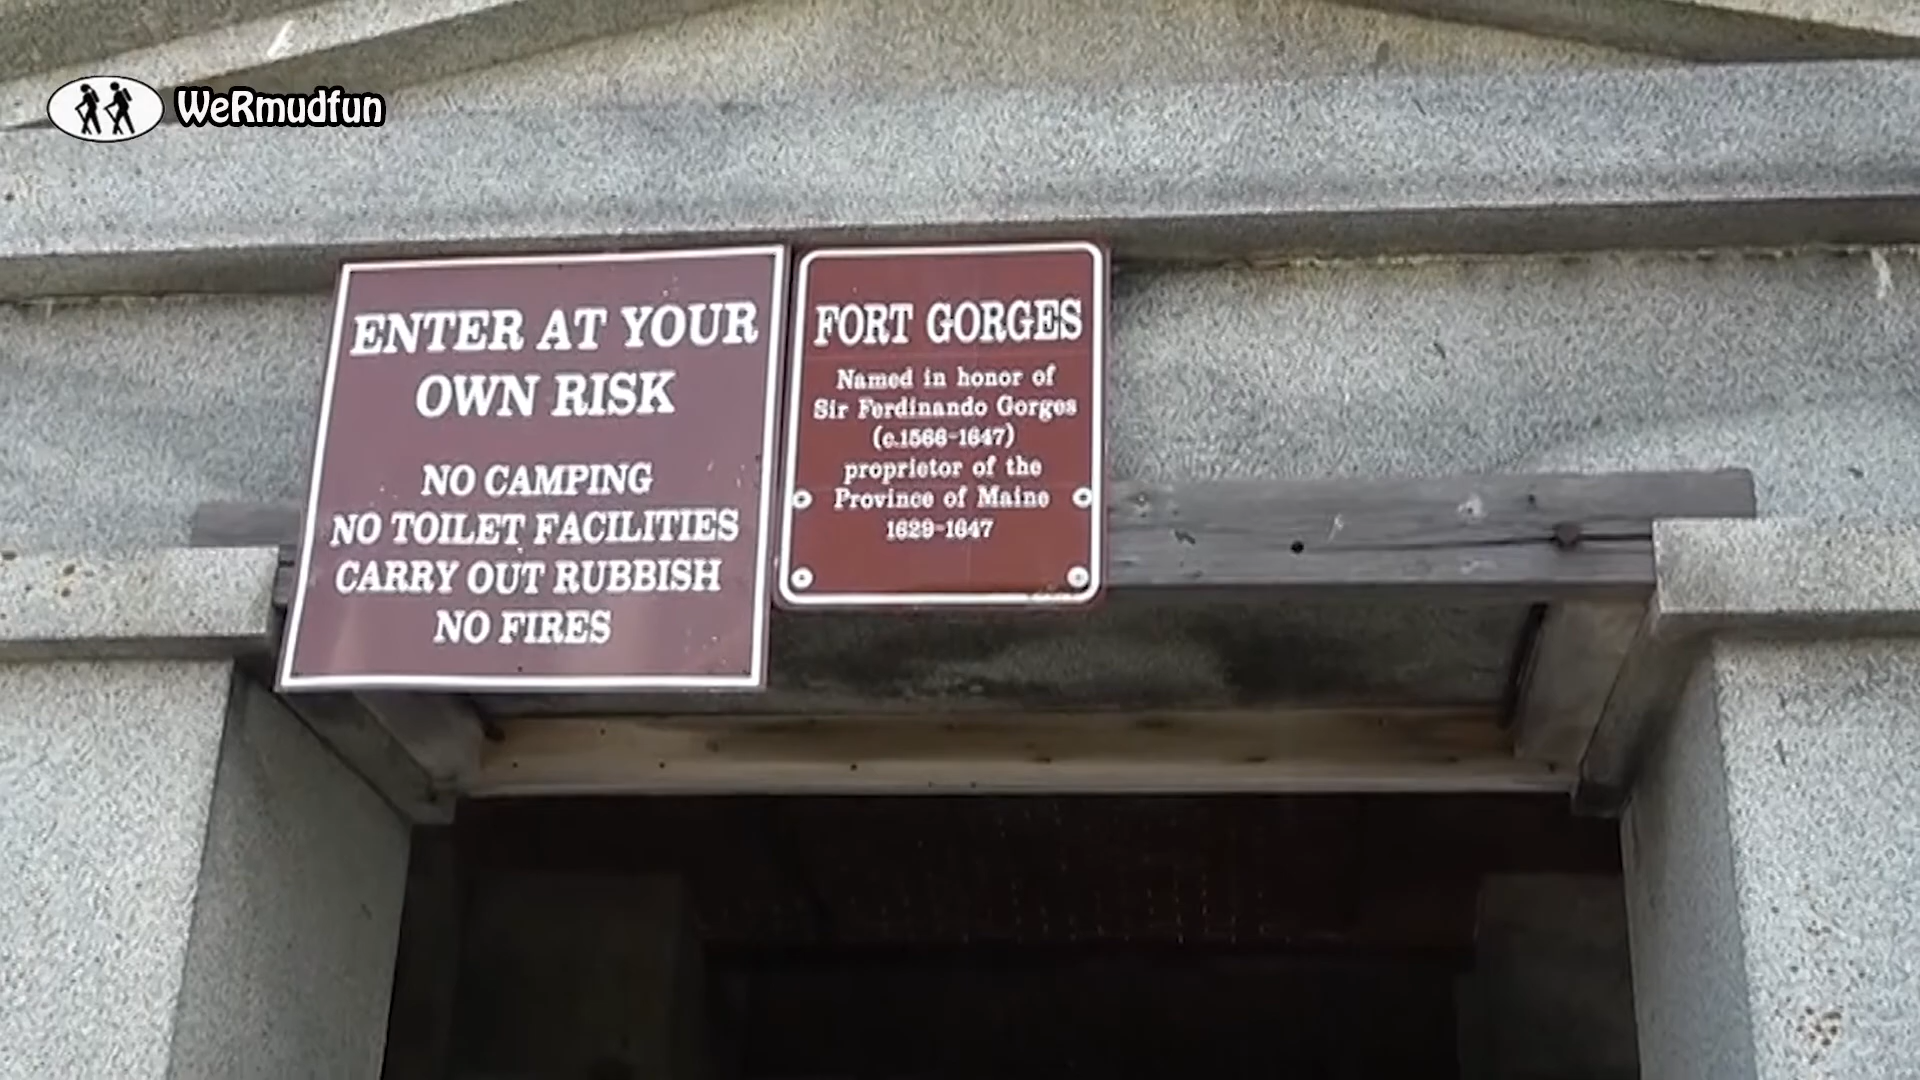 WeRmudfun
ENTER AT YOUR
OWN RISK
NO CAMPING
NO TOILET FACILITIES
CARRY OUT RUBBISH
NO FIRES
FORT GORGES
Named in honor of
Sir Ferdinando Gorges
(c.1566-1647)
proprietor of the
Province of Maine
1629-1647